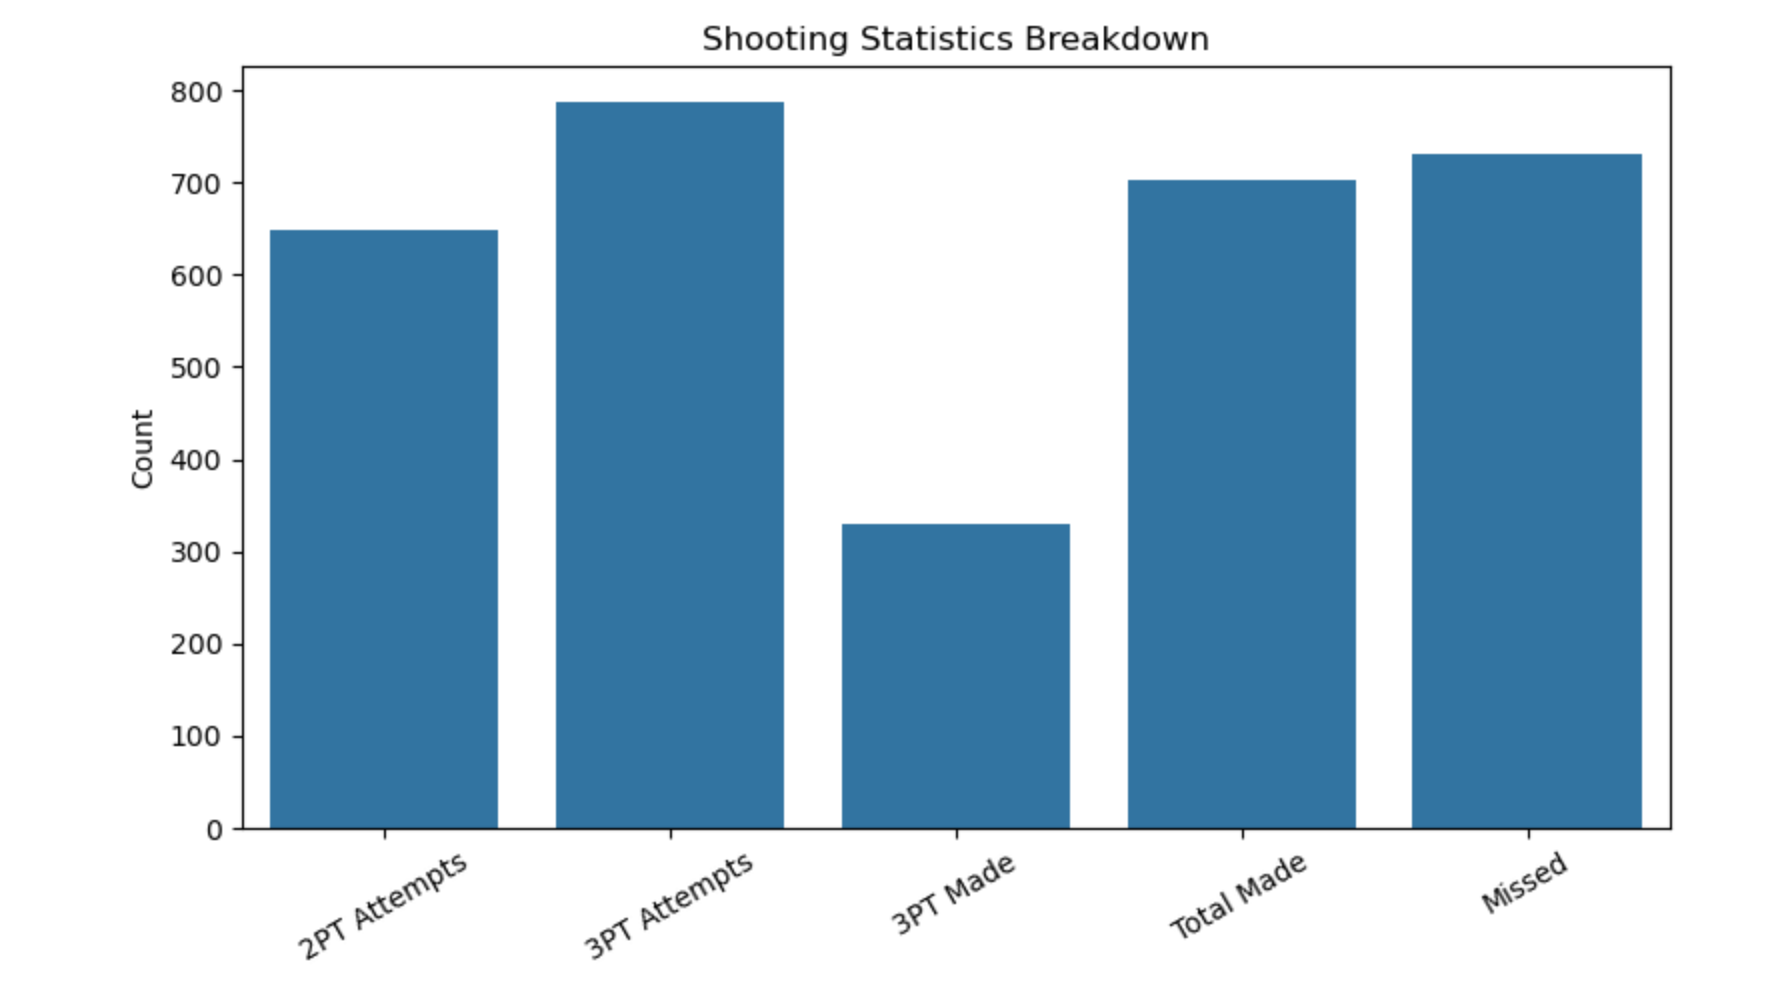 Shooting Statistics Breakdown
Count
800
700
600
500
400
300
200
100
0
2PT Attempts
3PT Attempts
3PT Made
Total Made
Missed